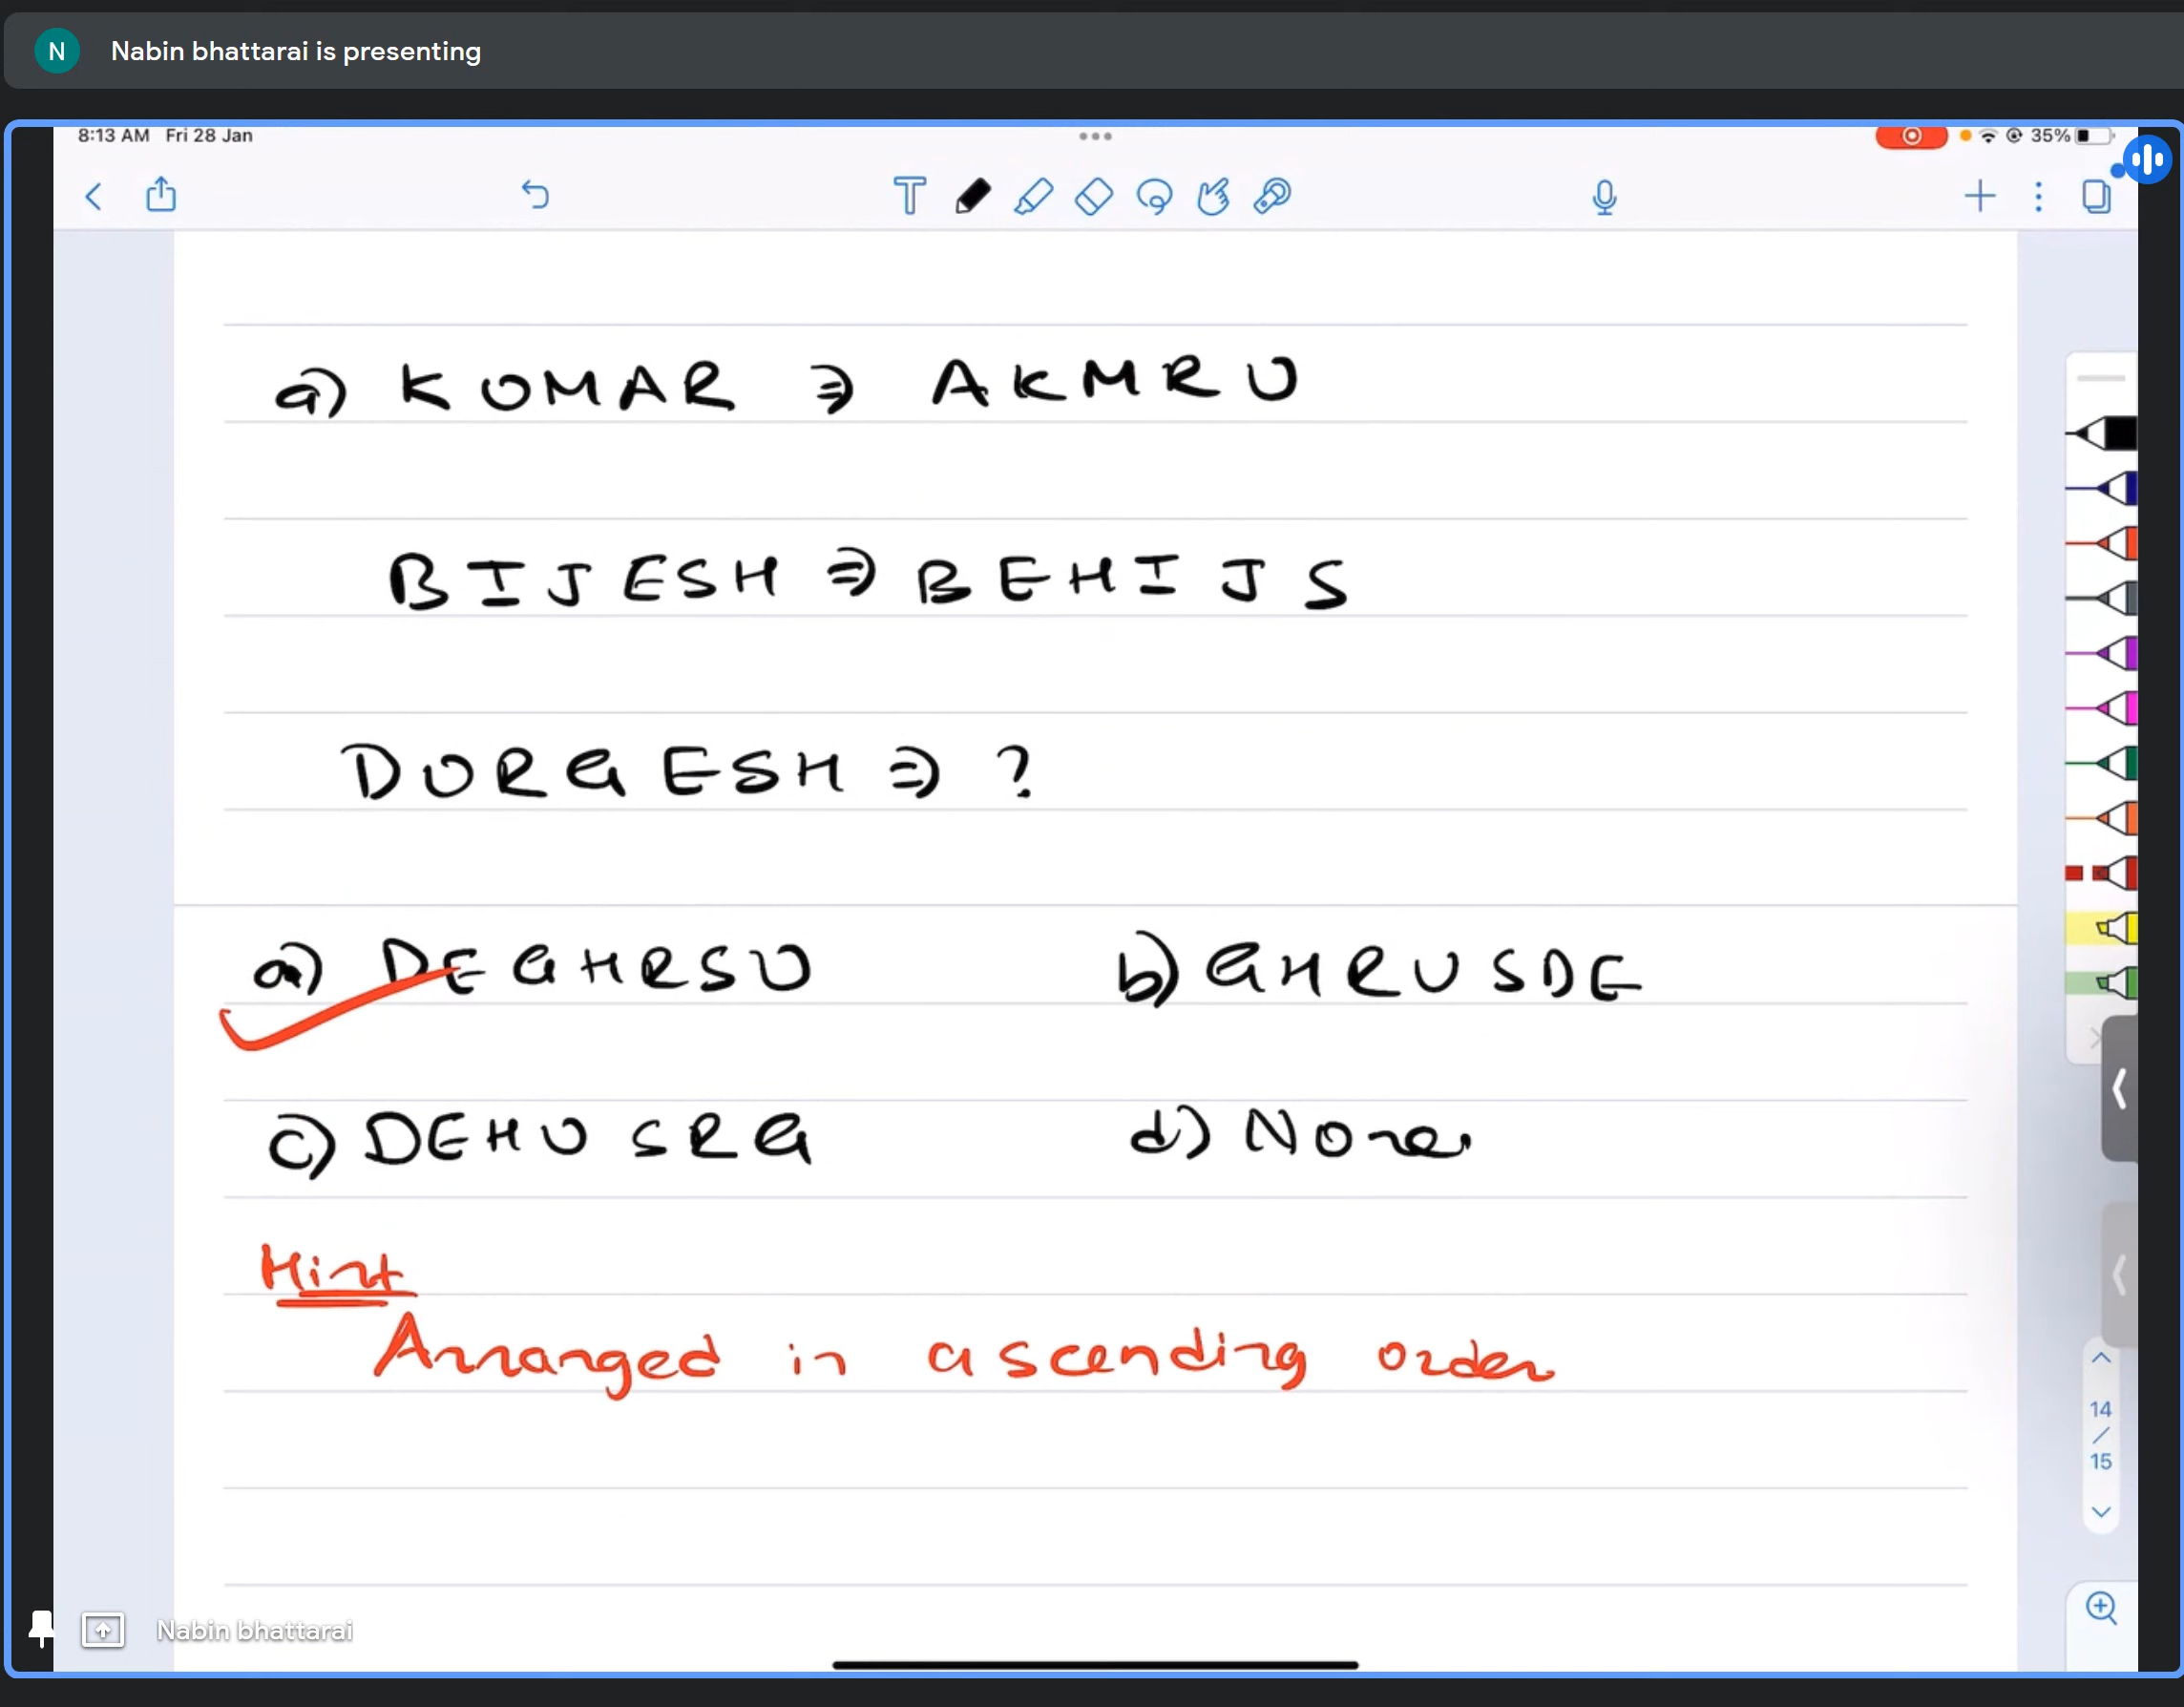 N Nabin bhattarai is presenting
8:13 AM Fri 28 Jan
35%
T
a) KUMAR ⇒ AKMRU
BIJESH ⇒ BEHIJS
DURGESH ⇒ ?
a) DEGHRSU b) GHRUSDE
c) DEHUSRG d) None
Hint
Arranged in ascending order
14
/
15
Nabin bhattarai